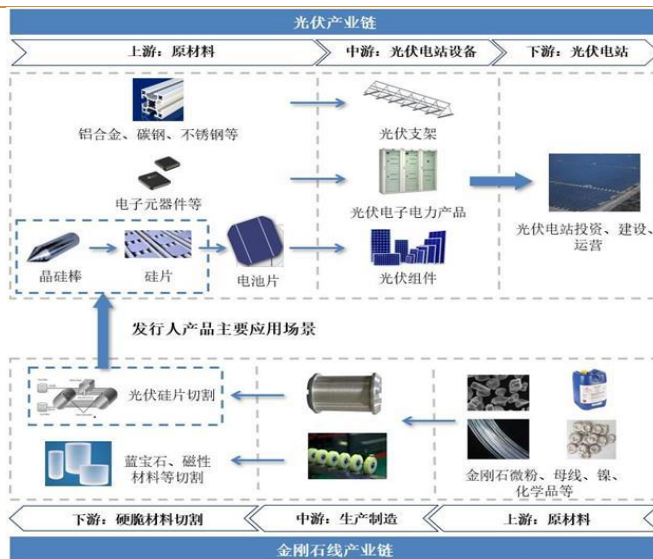 光伏产业链
上游：原材料
中游：光伏电站设备
下游：光伏电站
铝合金、碳钢、不锈钢等
光伏支架
电子元器件等
光伏电子电力产品
光伏电站投资、建设、
运营
晶硅棒
硅片
电池片
光伏组件
发行人产品主要应用场景
光伏硅片切割
蓝宝石、磁性
材料等切割
金刚石微粉、母线、镍、
化学品等
下游：硬脆材料切割
中游：生产制造
上游：原材料
金刚石线产业链